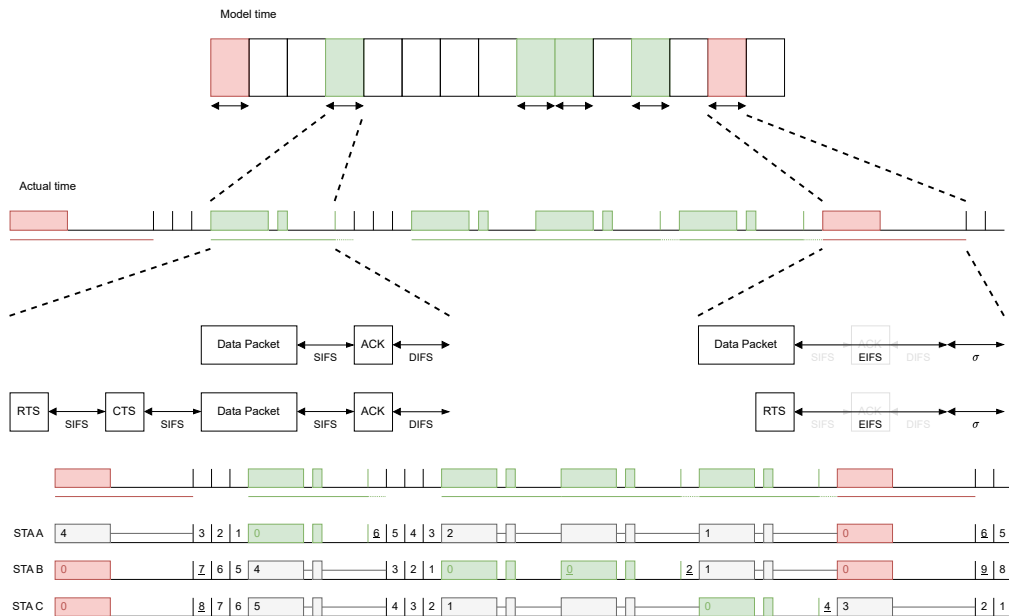 Model time
Actual time
Data Packet SIFS ACK DIFS
Data Packet SIFS ACK EIFS DIFS σ
RTS SIFS CTS SIFS Data Packet SIFS ACK DIFS
RTS SIFS ACK EIFS DIFS σ
STA A 4 3 2 1 0 6 5 4 3 2 1 0 6 5
STA B 0 7 6 5 4 3 2 1 0 0 2 1 0 9 8
STA C 0 8 7 6 5 4 3 2 1 0 4 3 2 1